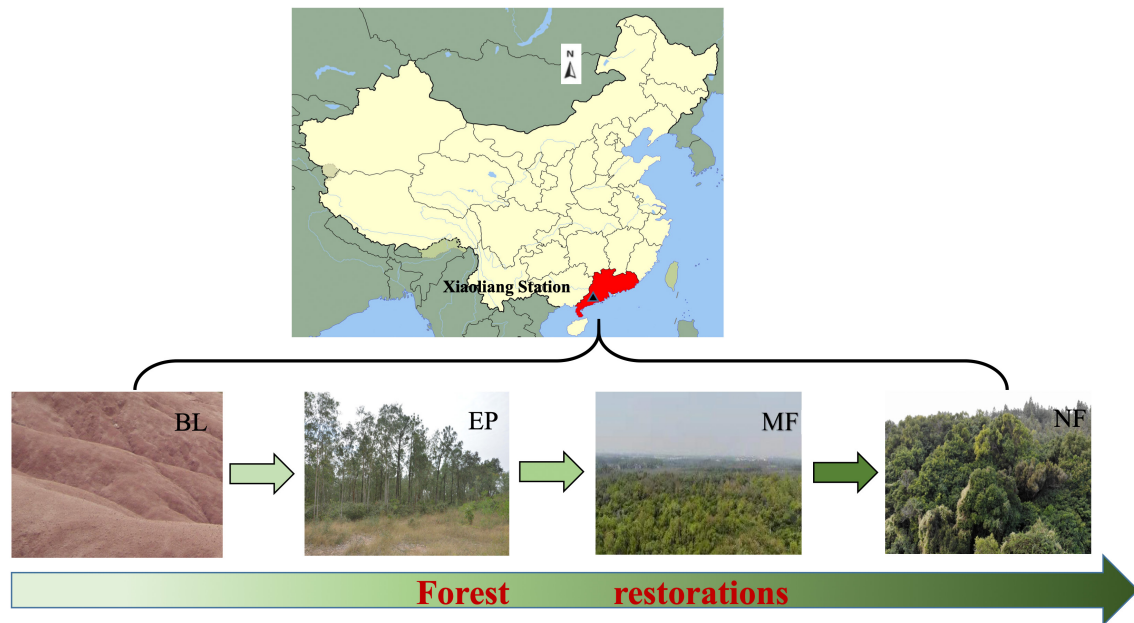 N
Xiaoliang Station
BL
EP
MF
NF
Forest restorations